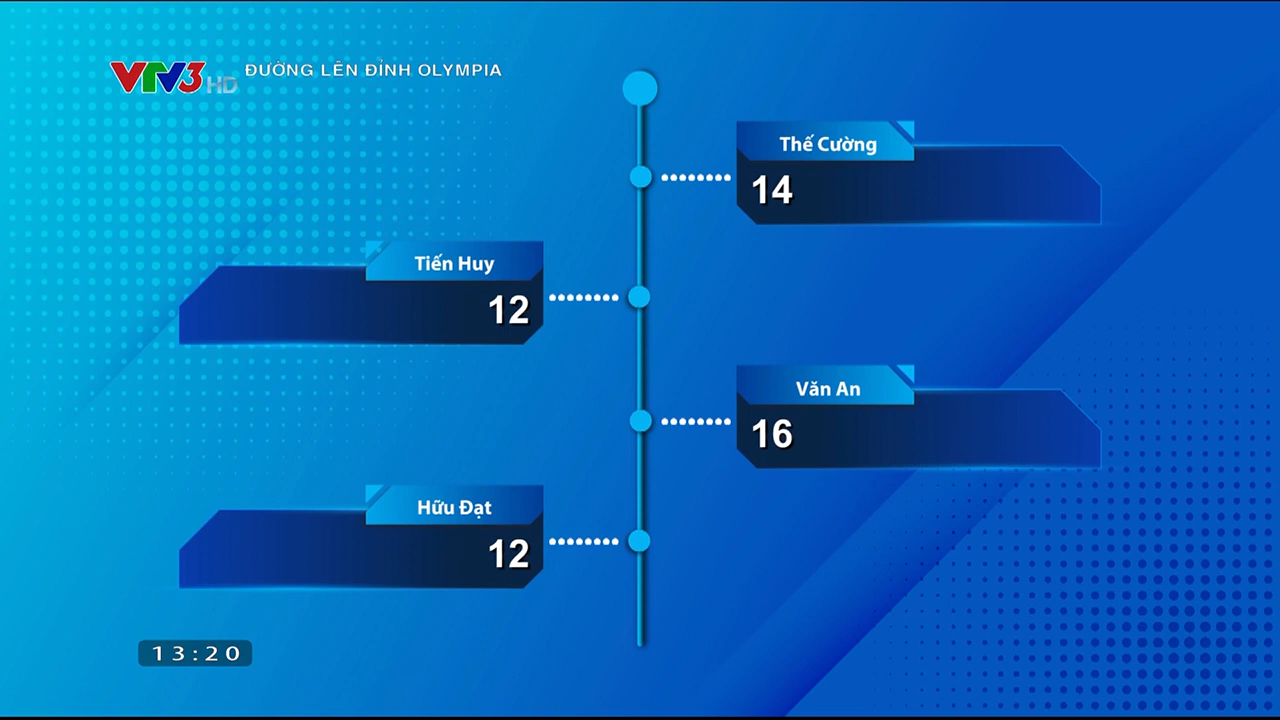 VTV3 HD
ĐƯỜNG LÊN ĐỈNH OLYMPIA
Thế Cường
14
Tiến Huy
12
Văn An
16
Hữu Đạt
12
13:20